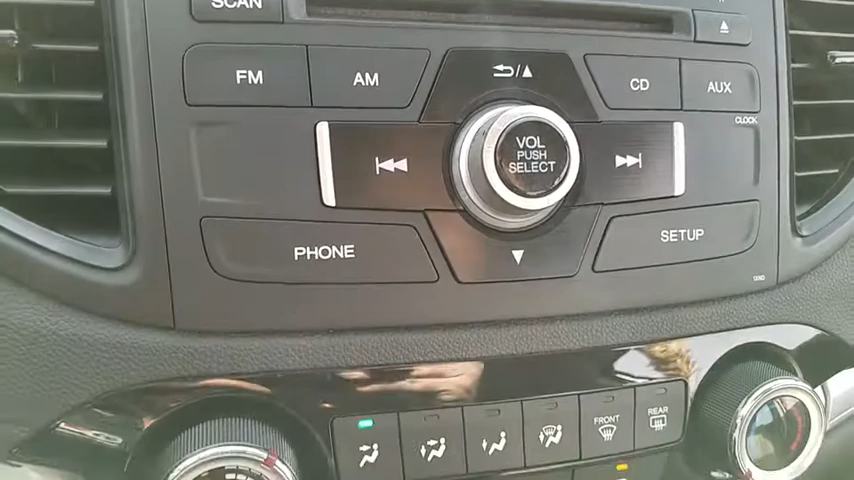 SCAN
FM AM CD AUX
CLOCK
VOL
PUSH
SELECT
PHONE SETUP
FRONT REAR